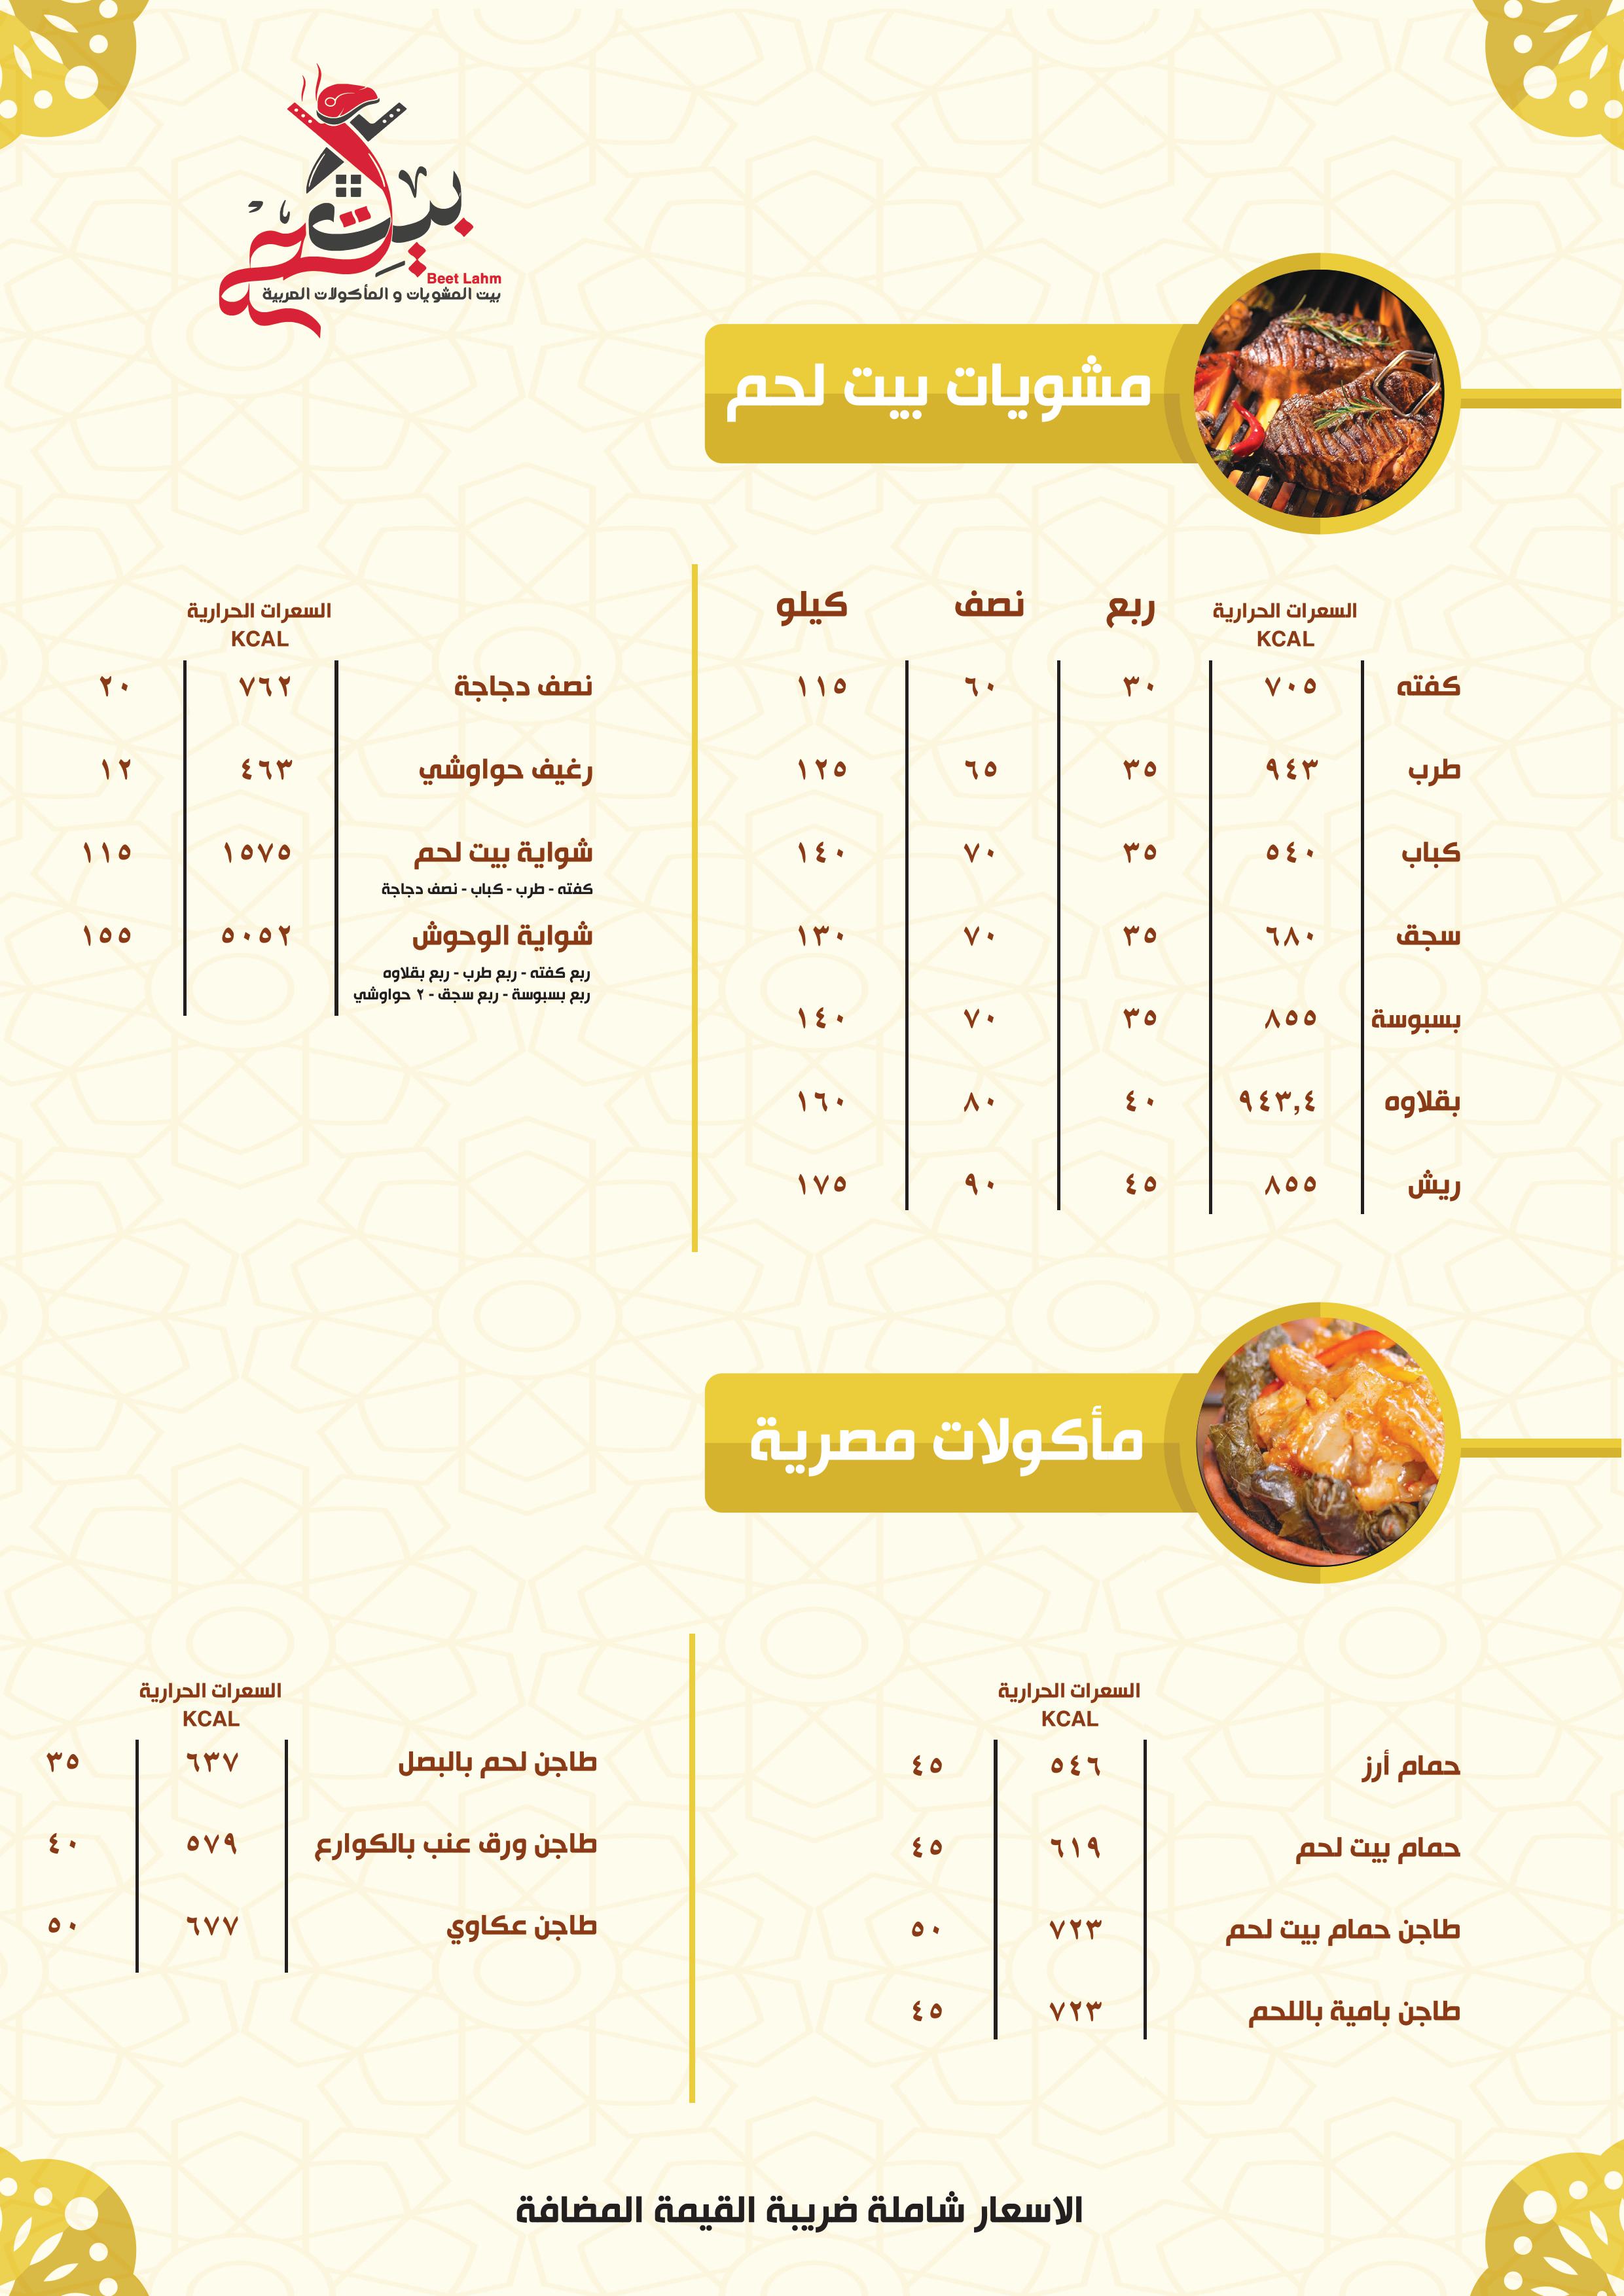 بيت لحم
Beet Lahm
بيت المشويات و المأكولات العربية
مشويات بيت لحم
السعرات الحرارية KCAL ربع نصف كيلو
كفته ٧٠٥ ٣٠ ٦٠ ١١٥
طرب ٩٤٣ ٣٥ ٦٥ ١٢٥
كباب ٥٤٠ ٣٥ ٧٠ ١٤٠
سجق ٦٨٠ ٣٥ ٧٠ ١٣٠
بسبوسة ٨٥٥ ٣٥ ٧٠ ١٤٠
بقلاوه ٩٤٣,٤ ٤٠ ٨٠ ١٦٠
ريش ٨٥٥ ٤٥ ٩٠ ١٧٥
السعرات الحرارية
KCAL
نصف دجاجة ٧٦٢ ٢٠
رغيف حواوشي ٤٦٣ ١٢
شواية بيت لحم ١٥٧٥ ١١٥
كفته - طرب - كباب - نصف دجاجة
شواية الوحوش ٥٠٥٢ ١٥٥
ربع كفته - ربع طرب - ربع بقلاوه
ربع بسبوسة - ربع سجق - ٢ حواوشي
مأكولات مصرية
السعرات الحرارية
KCAL
حمام أرز ٥٤٦ ٤٥
حمام بيت لحم ٦١٩ ٤٥
طاجن حمام بيت لحم ٧٢٣ ٥٠
طاجن بامية باللحم ٧٢٣ ٤٥
السعرات الحرارية
KCAL
طاجن لحم بالبصل ٦٣٧ ٣٥
طاجن ورق عنب بالكوارع ٥٧٩ ٤٠
طاجن عكاوي ٦٧٧ ٥٠
الاسعار شاملة ضريبة القيمة المضافة